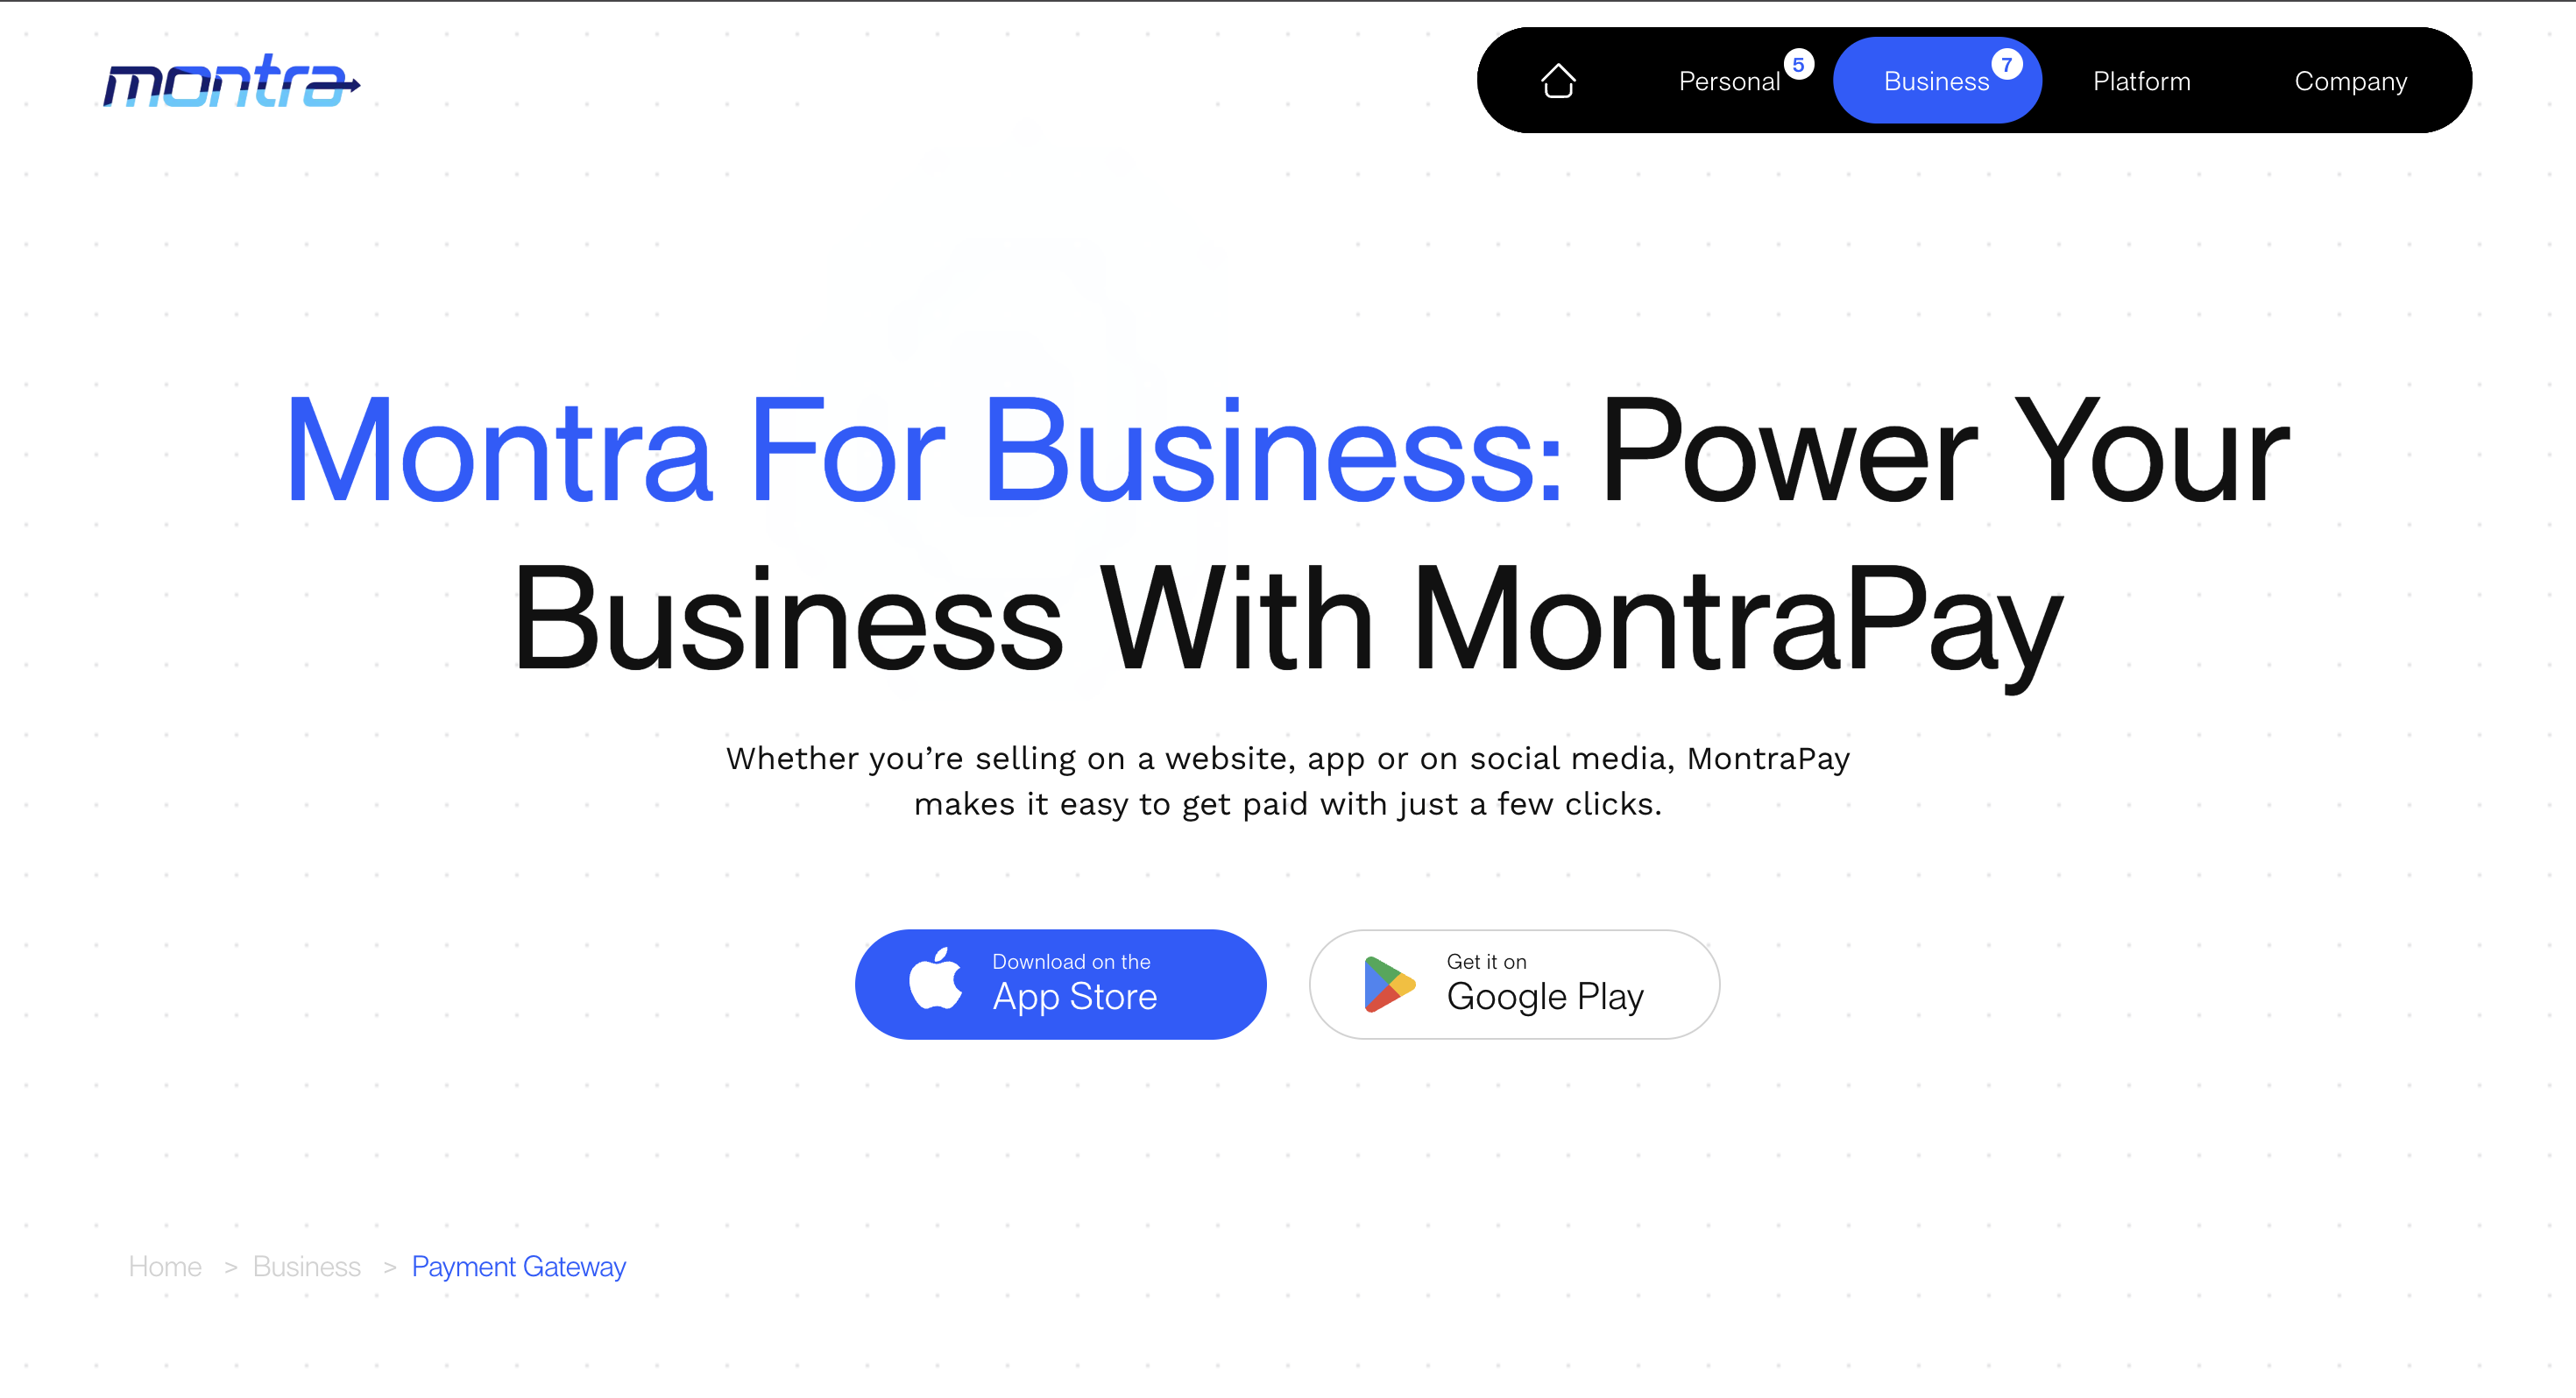 montra
Personal 5 Business 7 Platform Company
Montra For Business: Power Your
Business With MontraPay
Whether you’re selling on a website, app or on social media, MontraPay
makes it easy to get paid with just a few clicks.
Download on the
App Store
Get it on
Google Play
Home > Business > Payment Gateway